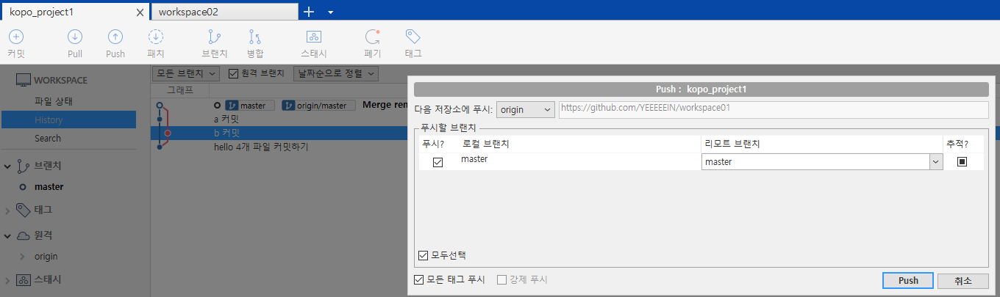 kopo_project1
workspace02
커밋 Pull Push 패치 브랜치 병합 스태시 폐기 태그
WORKSPACE
파일 상태
History
Search
브랜치
master
태그
원격
origin
스태시
모든 브랜치 원격 브랜치 날짜순으로 정렬
그래프
master origin/master Merge ren
a 커밋
b 커밋
hello 4개 파일 커밋하기
Push : kopo_project1
다음 저장소에 푸시: origin https://github.com/YEEEEEIN/workspace01
푸시할 브랜치
푸시? 로컬 브랜치 리모트 브랜치 추적?
master master
모두선택
모든 태그 푸시 강제 푸시
Push 취소